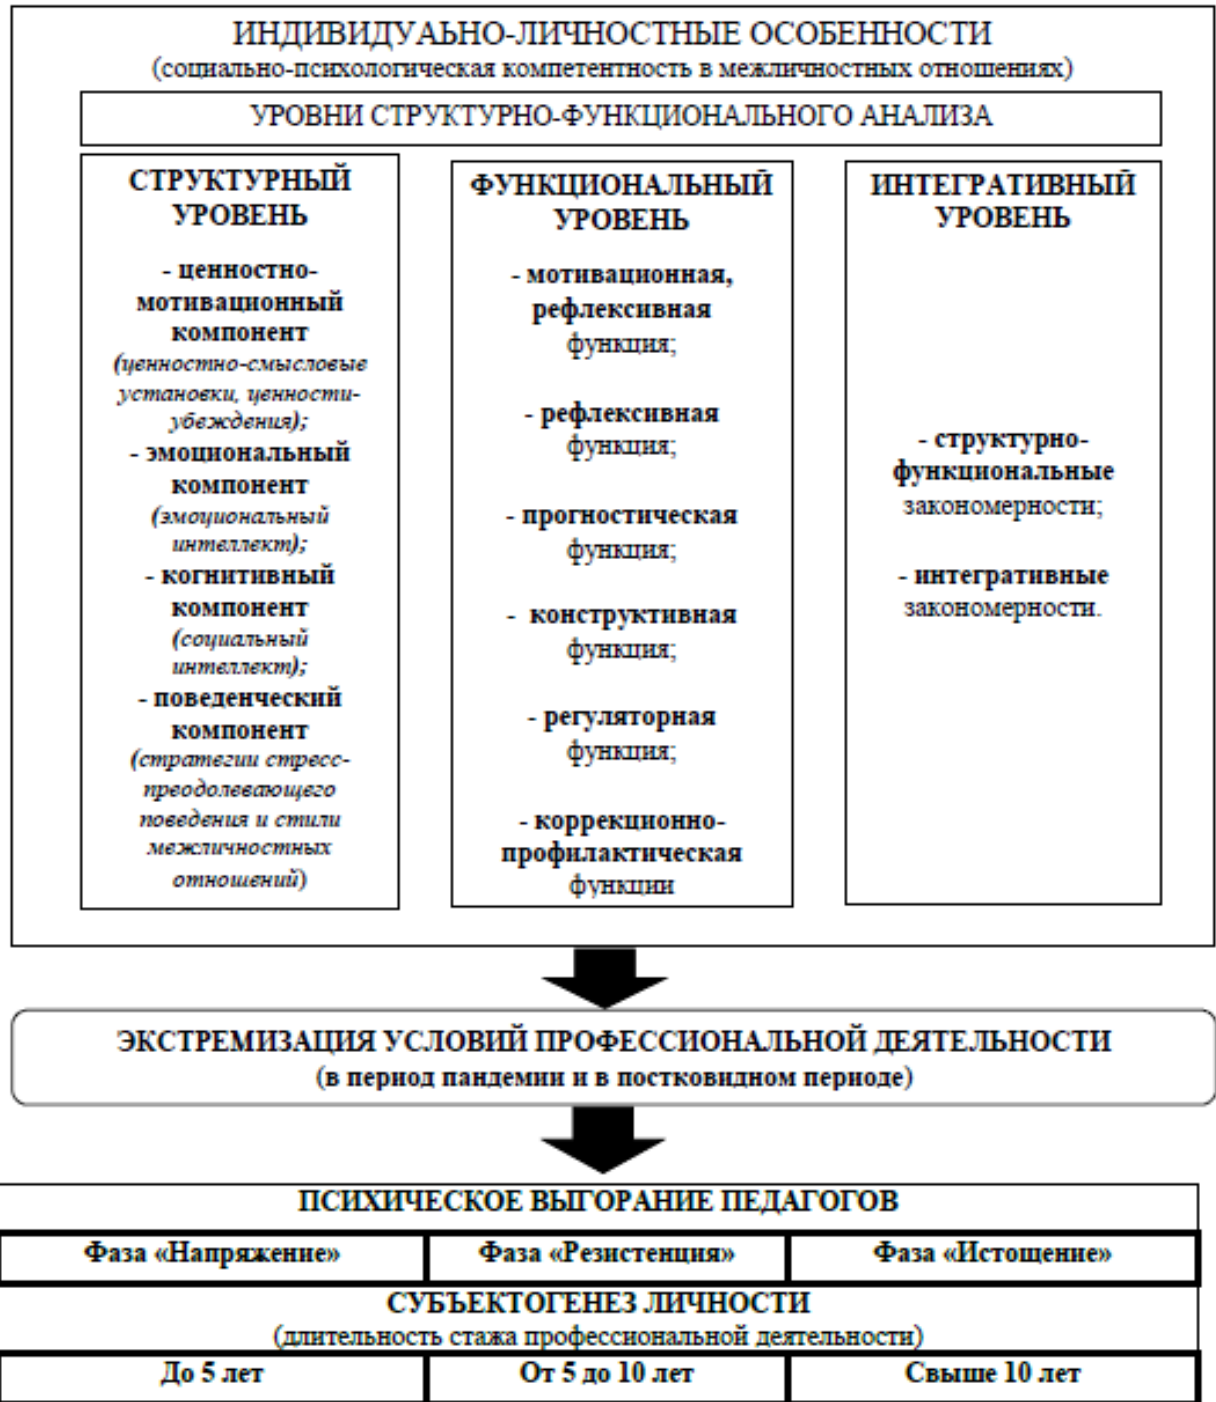 ИНДИВИДУАЬНО-ЛИЧНОСТНЫЕ ОСОБЕННОСТИ
(социально-психологическая компетентность в межличностных отношениях)
УРОВНИ СТРУКТУРНО-ФУНКЦИОНАЛЬНОГО АНАЛИЗА
СТРУКТУРНЫЙ
УРОВЕНЬ
- ценностно-
мотивационный
компонент
(ценностно-смысловые
установки, ценности-
убеждения);
- эмоциональный
компонент
(эмоциональный
интеллект);
- когнитивный
компонент
(социальный
интеллект);
- поведенческий
компонент
(стратегии стресс-
преодолевающего
поведения и стили
межличностных
отношений)
ФУНКЦИОНАЛЬНЫЙ
УРОВЕНЬ
- мотивационная,
рефлексивная
функция;
- рефлексивная
функция;
- прогностическая
функция;
- конструктивная
функция;
- регуляторная
функция;
- коррекционно-
профилактическая
функции
ИНТЕГРАТИВНЫЙ
УРОВЕНЬ
- структурно-
функциональные
закономерности;
- интегративные
закономерности.
ЭКСТРЕМИЗАЦИЯ УСЛОВИЙ ПРОФЕССИОНАЛЬНОЙ ДЕЯТЕЛЬНОСТИ
(в период пандемии и в постковидном периоде)
ПСИХИЧЕСКОЕ ВЫГОРАНИЕ ПЕДАГОГОВ
Фаза «Напряжение» Фаза «Резистенция» Фаза «Истощение»
СУБЪЕКТОГЕНЕЗ ЛИЧНОСТИ
(длительность стажа профессиональной деятельности)
До 5 лет От 5 до 10 лет Свыше 10 лет